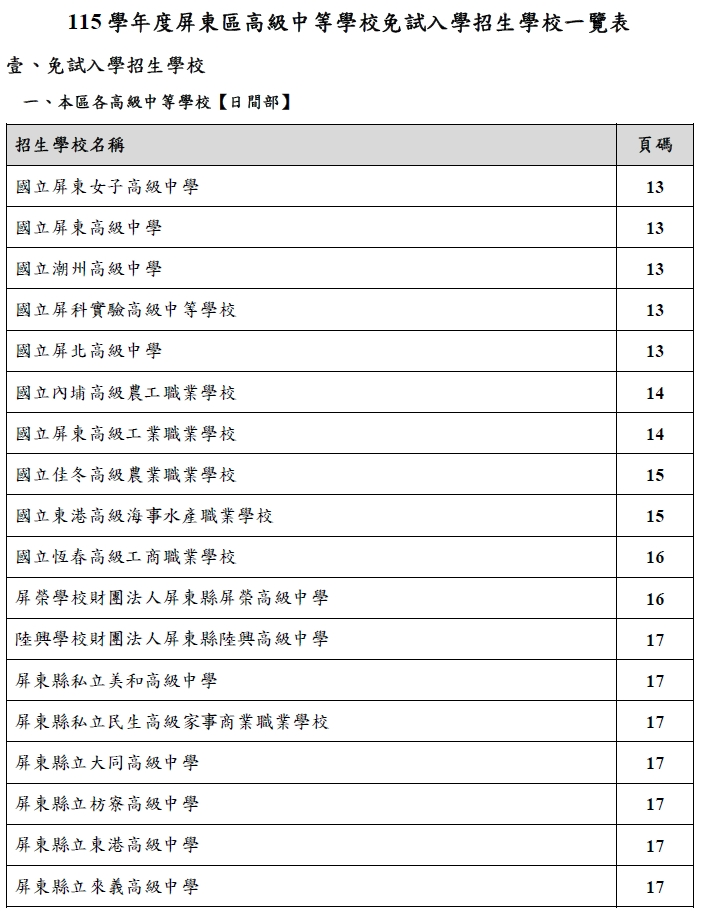 115 學年度屏東區高級中等學校免試入學招生學校一覽表
壹、免試入學招生學校
一、本區各高級中等學校【日間部】
招生學校名稱 頁碼
國立屏東女子高級中學 13
國立屏東高級中學 13
國立潮州高級中學 13
國立屏科實驗高級中等學校 13
國立屏北高級中學 13
國立內埔高級農工職業學校 14
國立屏東高級工業職業學校 14
國立佳冬高級農業職業學校 15
國立東港高級海事水產職業學校 15
國立恆春高級工商職業學校 16
屏榮學校財團法人屏東縣屏榮高級中學 16
陸興學校財團法人屏東縣陸興高級中學 17
屏東縣私立美和高級中學 17
屏東縣私立民生高級家事商業職業學校 17
屏東縣立大同高級中學 17
屏東縣立枋寮高級中學 17
屏東縣立東港高級中學 17
屏東縣立來義高級中學 17